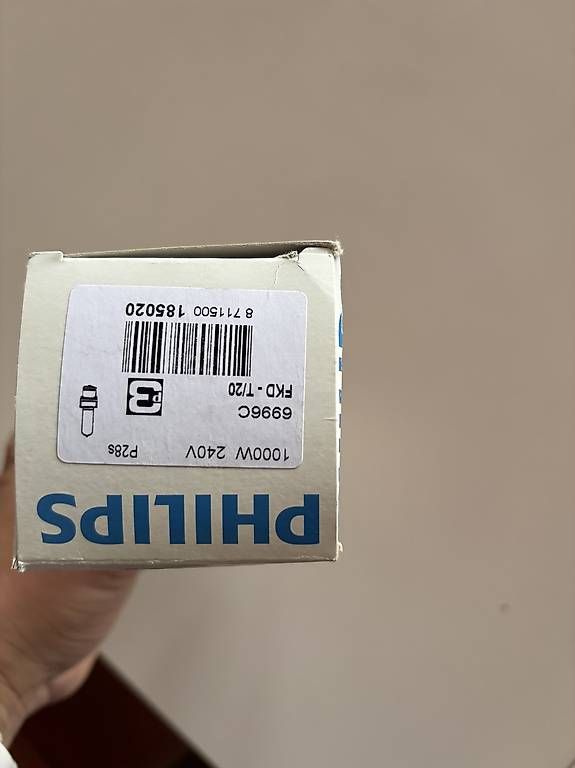 PHILIPS
1000W 240V P28s
6996C
FKD - T/20
8 711500 185020